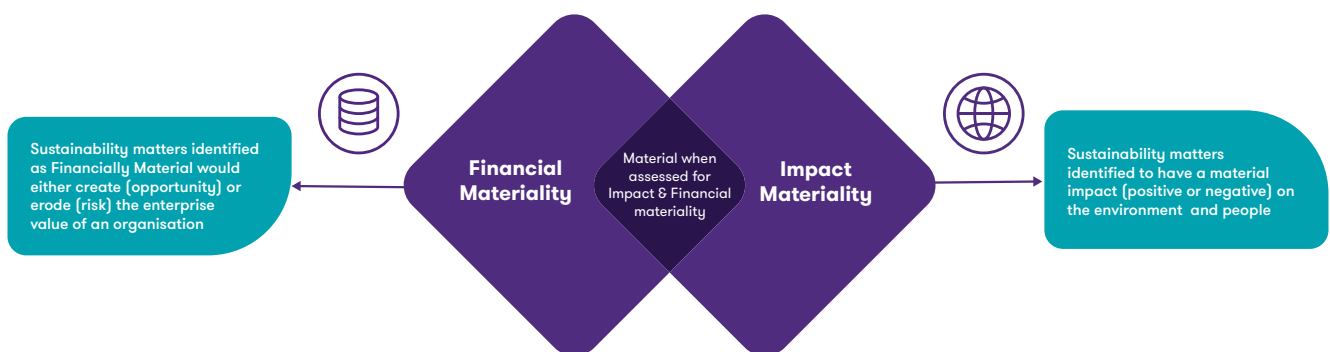 Sustainability matters identified
as Financially Material would
either create (opportunity) or
erode (risk) the enterprise
value of an organisation
Financial
Materiality
Material when
assessed for
Impact & Financial
materiality
Impact
Materiality
Sustainability matters
identified to have a material
impact (positive or negative) on
the environment and people